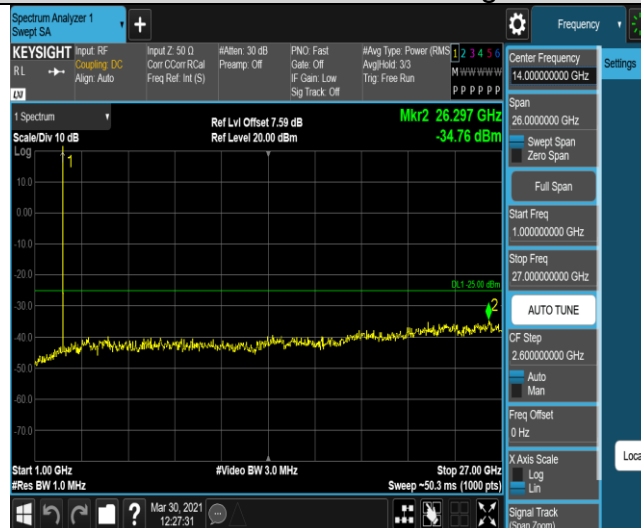 Spectrum Analyzer 1
Swept SA
Frequency
KEYSIGHT
RL
LXI
Input: RF
Coupling: DC
Align: Auto
Input Z: 50 Ω
Corr CCorr RCal
Freq Ref: Int (S)
#Atten: 30 dB
Preamp: Off
PNO: Fast
Gate: Off
IF Gain: Low
Sig Track: Off
#Avg Type: Power (RMS
Avg|Hold: 3/3
Trig: Free Run
1 2 3 4 5 6
M W W W W W
P P P P P P
1 Spectrum
Scale/Div 10 dB
Log
Ref Lvl Offset 7.59 dB
Ref Level 20.00 dBm
Mkr2 26.297 GHz
-34.76 dBm
1
10.0
0.00
-10.0
-20.0
DL1 -25.00 dBm
2
-30.0
-40.0
-50.0
-60.0
-70.0
Start 1.00 GHz
#Res BW 1.0 MHz
#Video BW 3.0 MHz
Stop 27.00 GHz
Sweep ~50.3 ms (1000 pts)
Mar 30, 2021
12:27:31
Center Frequency
14.000000000 GHz
Settings
Span
26.0000000 GHz
Swept Span
Zero Span
Full Span
Start Freq
1.000000000 GHz
Stop Freq
27.000000000 GHz
AUTO TUNE
CF Step
2.600000000 GHz
Auto
Man
Freq Offset
0 Hz
X Axis Scale
Log
Lin
Loca
Signal Track
(Span Zoom)